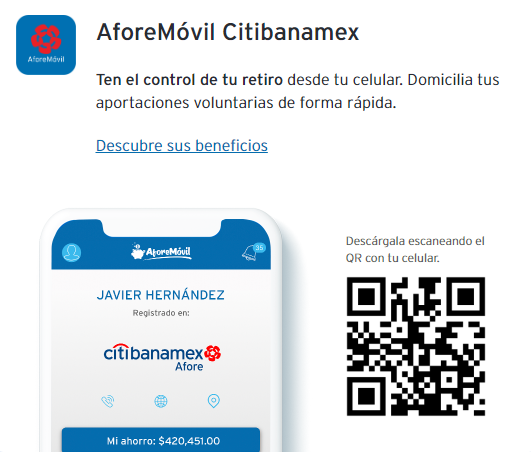 AforeMóvil Citibanamex
AforeMóvil
Ten el control de tu retiro desde tu celular. Domicilia tus
aportaciones voluntarias de forma rápida.
Descubre sus beneficios
AforeMóvil
35
JAVIER HERNÁNDEZ
Registrado en:
citibanamex
Afore
Mi ahorro: $420,451.00
Descárgala escaneando el
QR con tu celular.